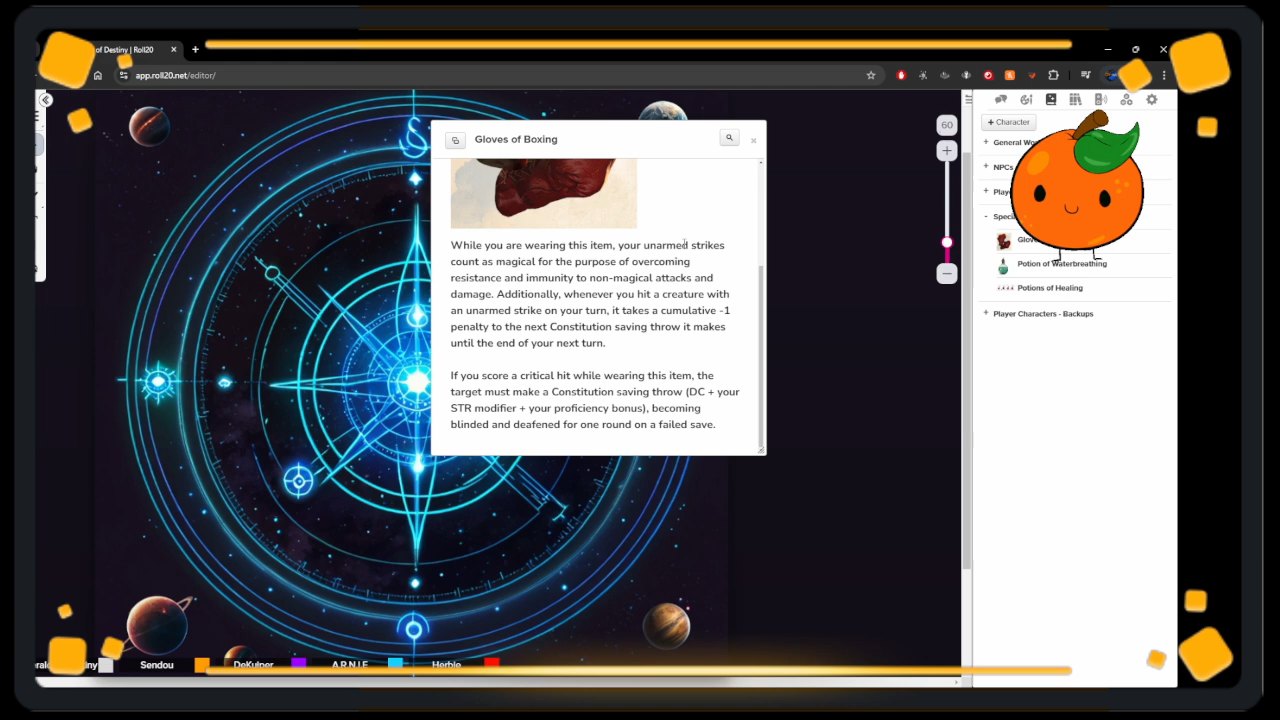 of Destiny | Roll20
app.roll20.net/editor/
Gloves of Boxing
While you are wearing this item, your unarmed strikes
count as magical for the purpose of overcoming
resistance and immunity to non-magical attacks and
damage. Additionally, whenever you hit a creature with
an unarmed strike on your turn, it takes a cumulative -1
penalty to the next Constitution saving throw it makes
until the end of your next turn.
If you score a critical hit while wearing this item, the
target must make a Constitution saving throw (DC + your
STR modifier + your proficiency bonus), becoming
blinded and deafened for one round on a failed save.
60
+ Character
General
NPCs
Potion of Waterbreathing
Potions of Healing
Player Characters - Backups
Sendou
DeKuiper
A.R.N.I.E
Herbie